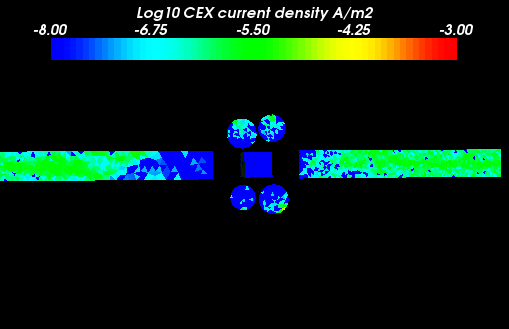 Log10 CEX current density A/m2
-8.00 -6.75 -5.50 -4.25 -3.00